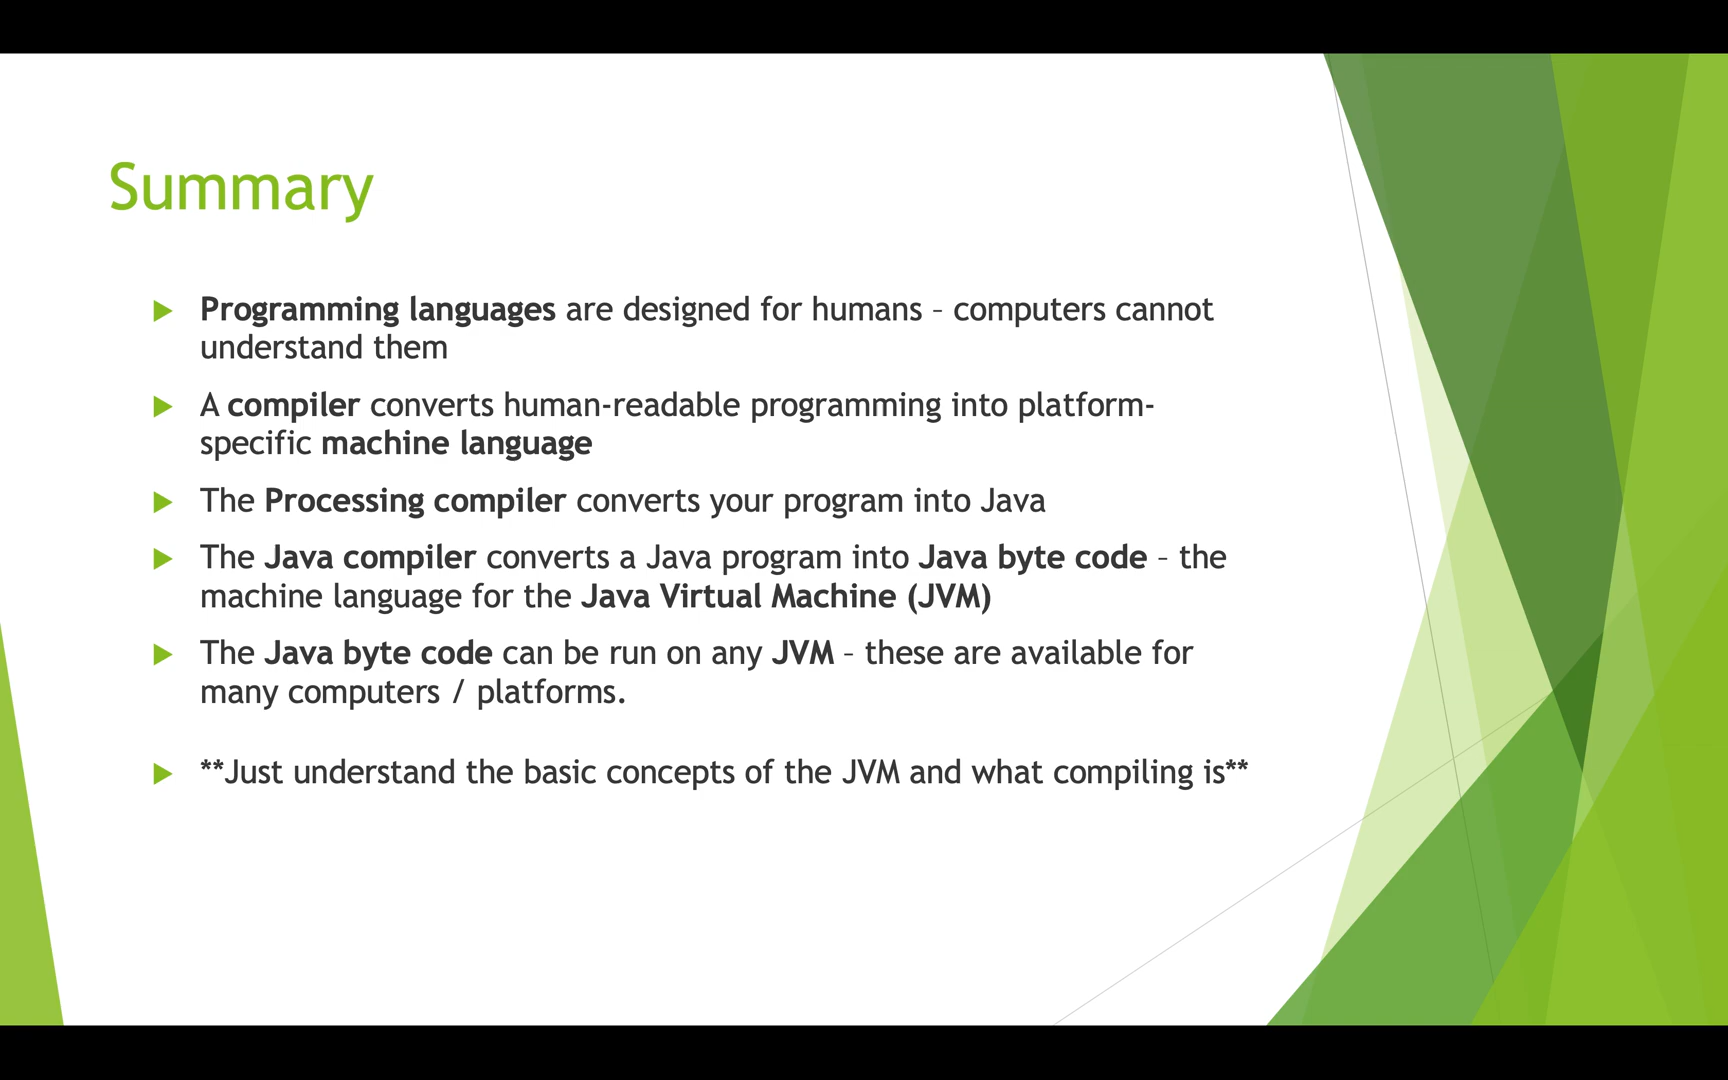 Summary
Programming languages are designed for humans – computers cannot
understand them
A compiler converts human-readable programming into platform-
specific machine language
The Processing compiler converts your program into Java
The Java compiler converts a Java program into Java byte code – the
machine language for the Java Virtual Machine (JVM)
The Java byte code can be run on any JVM – these are available for
many computers / platforms.
**Just understand the basic concepts of the JVM and what compiling is**